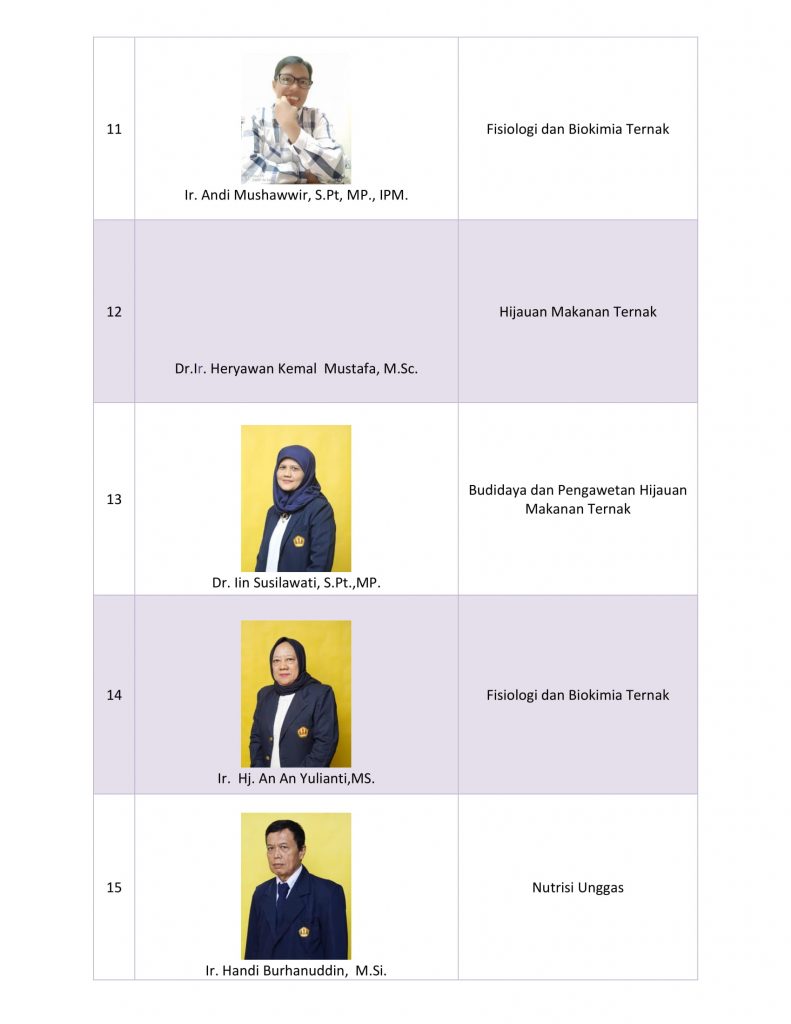 11
Ir. Andi Mushawwir, S.Pt, MP., IPM.
Fisiologi dan Biokimia Ternak
12
Dr.Ir. Heryawan Kemal  Mustafa, M.Sc.
Hijauan Makanan Ternak
13
Dr. Iin Susilawati, S.Pt.,MP.
Budidaya dan Pengawetan Hijauan
Makanan Ternak
14
Ir.  Hj. An An Yulianti,MS.
Fisiologi dan Biokimia Ternak
15
Ir. Handi Burhanuddin,  M.Si.
Nutrisi Unggas